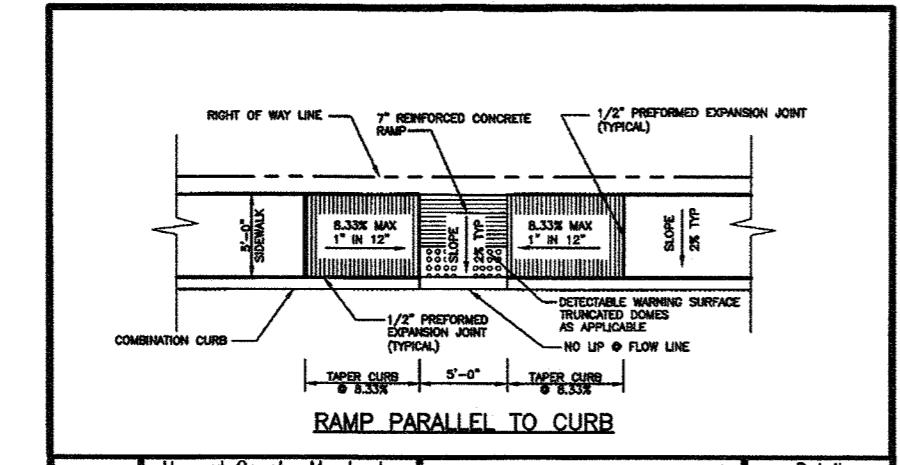 RIGHT OF WAY LINE
7" REINFORCED CONCRETE
RAMP
1/2" PREFORMED EXPANSION JOINT
(TYPICAL)
5'-0"
SIDEWALK
8.33% MAX
1" IN 12"
SLOPE
2% TYP
8.33% MAX
1" IN 12"
SLOPE
2% TYP
DETECTABLE WARNING SURFACE
TRUNCATED DOMES
AS APPLICABLE
1/2" PREFORMED
EXPANSION JOINT
(TYPICAL)
COMBINATION CURB
NO LIP @ FLOW LINE
TAPER CURB
@ 8.33%
5'-0"
TAPER CURB
@ 8.33%
RAMP PARALLEL TO CURB